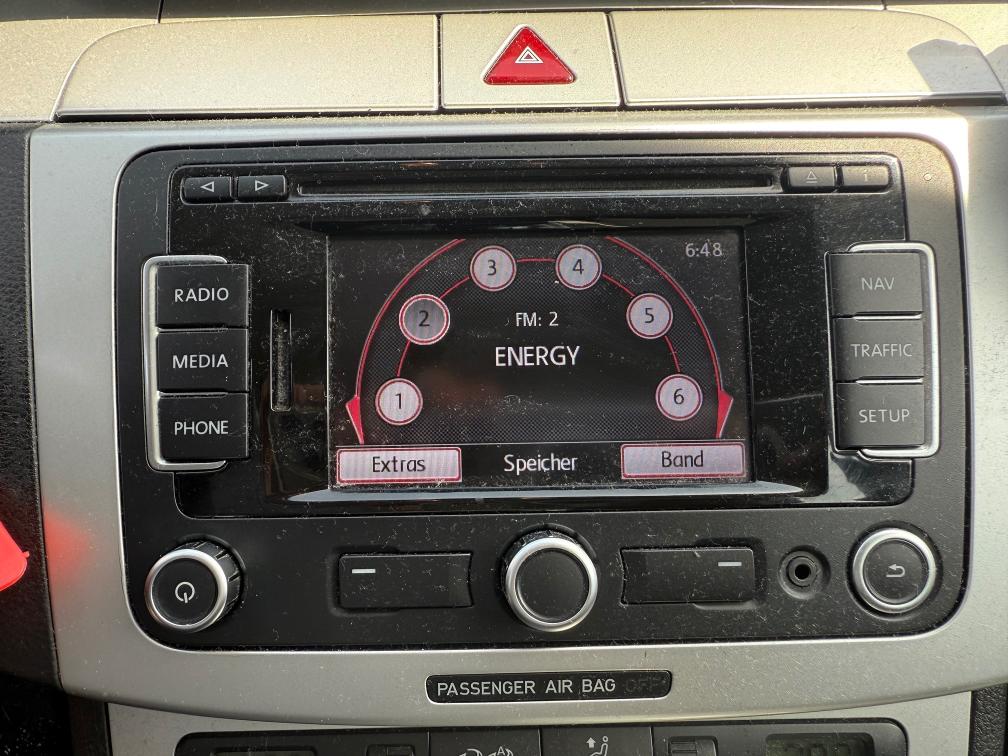 RADIO
MEDIA
PHONE
6:48
3
4
2
5
1
6
FM: 2
ENERGY
Extras
Speicher
Band
NAV
TRAFFIC
SETUP
i
PASSENGER AIR BAG OFF
A